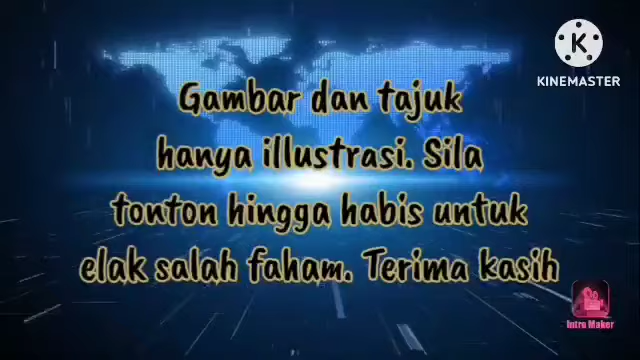 KINEMASTER
Gambar dan tajuk
hanya illustrasi. Sila
tonton hingga habis untuk
elak salah faham. Terima kasih
Intro Maker